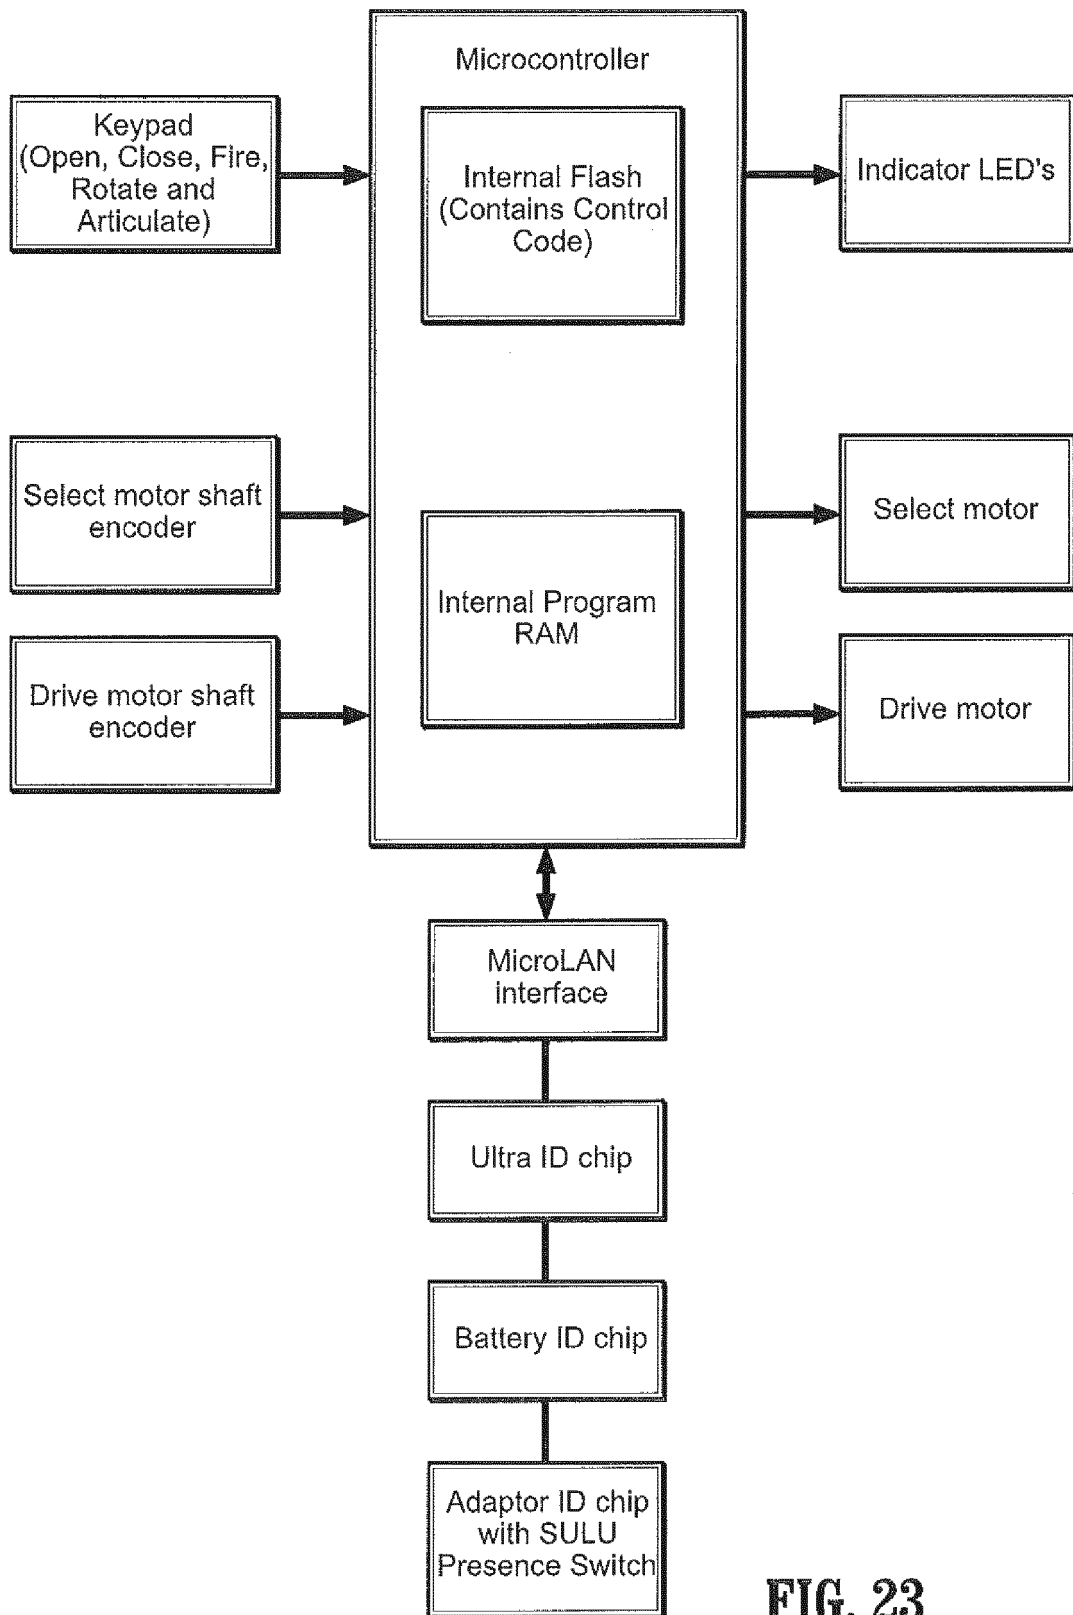 Microcontroller
Keypad
(Open, Close, Fire,
Rotate and
Articulate)
Internal Flash
(Contains Control
Code)
Indicator LED's
Select motor shaft
encoder
Select motor
Internal Program
RAM
Drive motor shaft
encoder
Drive motor
MicroLAN
interface
Ultra ID chip
Battery ID chip
Adaptor ID chip
with SULU
Presence Switch
FIG. 23